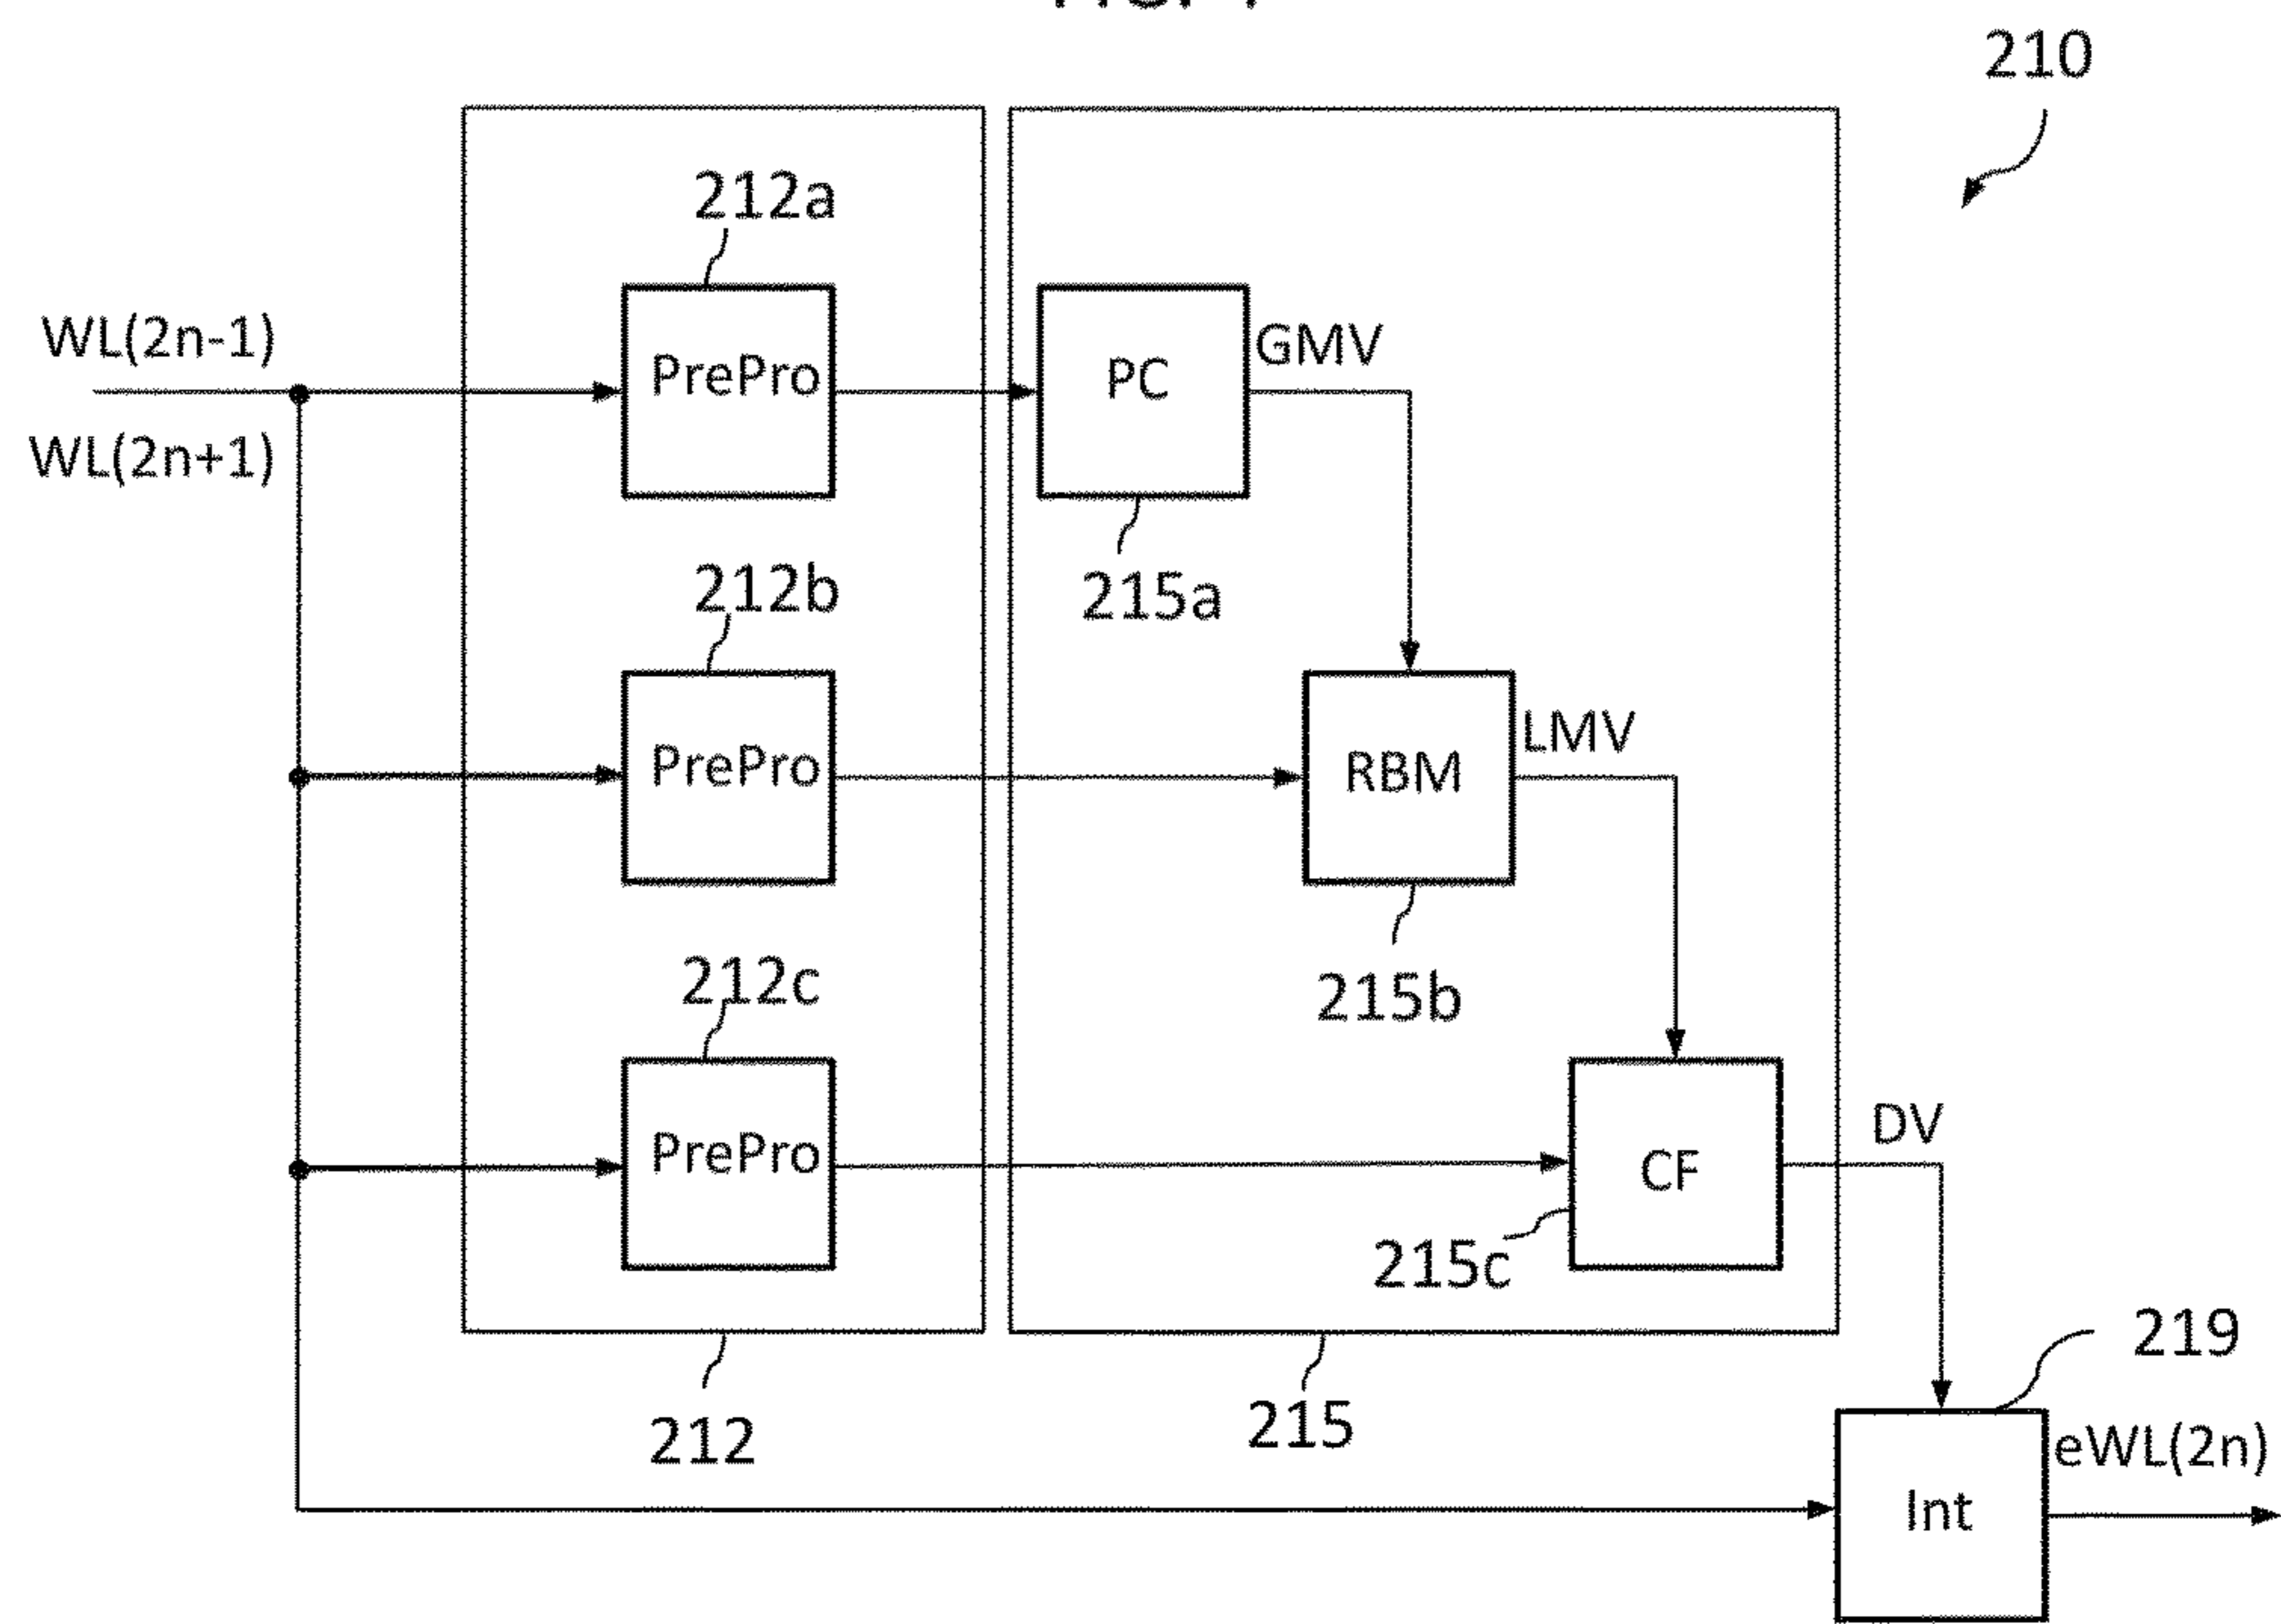 210
212a
WL(2n-1)
GMV
PrePro
PC
WL(2n+1)
212b
215a
LMV
PrePro
RBM
212c
215b
DV
PrePro
CF
215c
219
212
215
eWL(2n)
Int